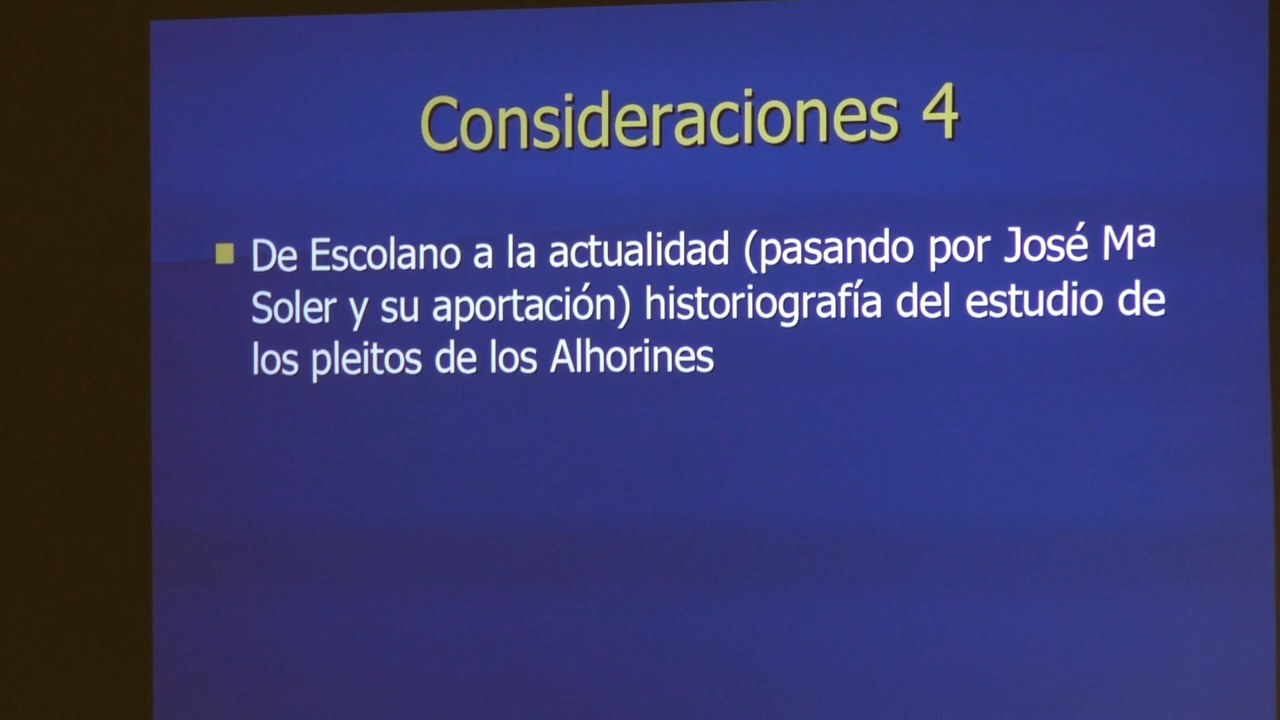 Consideraciones 4
De Escolano a la actualidad (pasando por José Mª
Soler y su aportación) historiografía del estudio de
los pleitos de los Alhorines